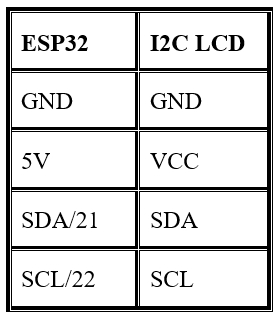 ESP32 I2C LCD
GND GND
5V VCC
SDA/21 SDA
SCL/22 SCL